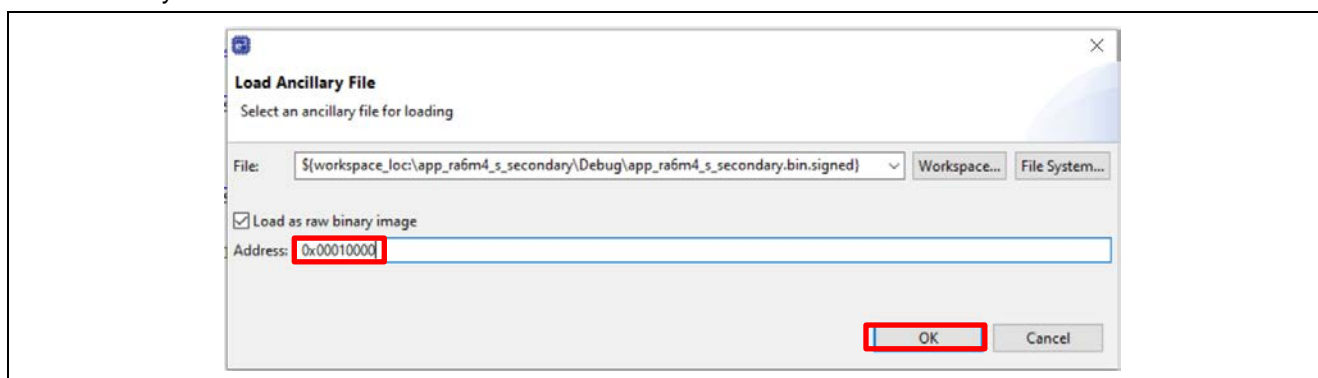 Load Ancillary File
Select an ancillary file for loading
File: ${workspace_loc:\app_ra6m4_s_secondary\Debug\app_ra6m4_s_secondary.bin.signed} Workspace... File System...
Load as raw binary image
Address: 0x00010000
OK Cancel